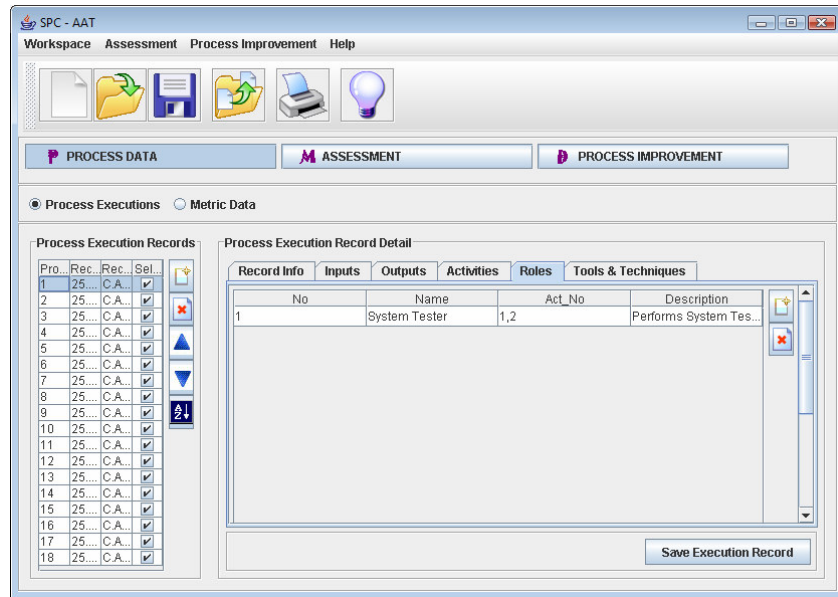 SPC - AAT
Workspace Assessment Process Improvement Help
P PROCESS DATA M ASSESSMENT D PROCESS IMPROVEMENT
Process Executions Metric Data
Process Execution Records
Pro... Rec... Rec... Sel...
1 25.... C.A...
2 25.... C.A...
3 25.... C.A...
4 25.... C.A...
5 25.... C.A...
6 25.... C.A...
7 25.... C.A...
8 25.... C.A...
9 25.... C.A...
10 25.... C.A...
11 25.... C.A...
12 25.... C.A...
13 25.... C.A...
14 25.... C.A...
15 25.... C.A...
16 25.... C.A...
17 25.... C.A...
18 25.... C.A...
A
Z
Process Execution Record Detail
Record Info Inputs Outputs Activities Roles Tools & Techniques
No Name Act_No Description
1 System Tester 1,2 Performs System Tes...
Save Execution Record